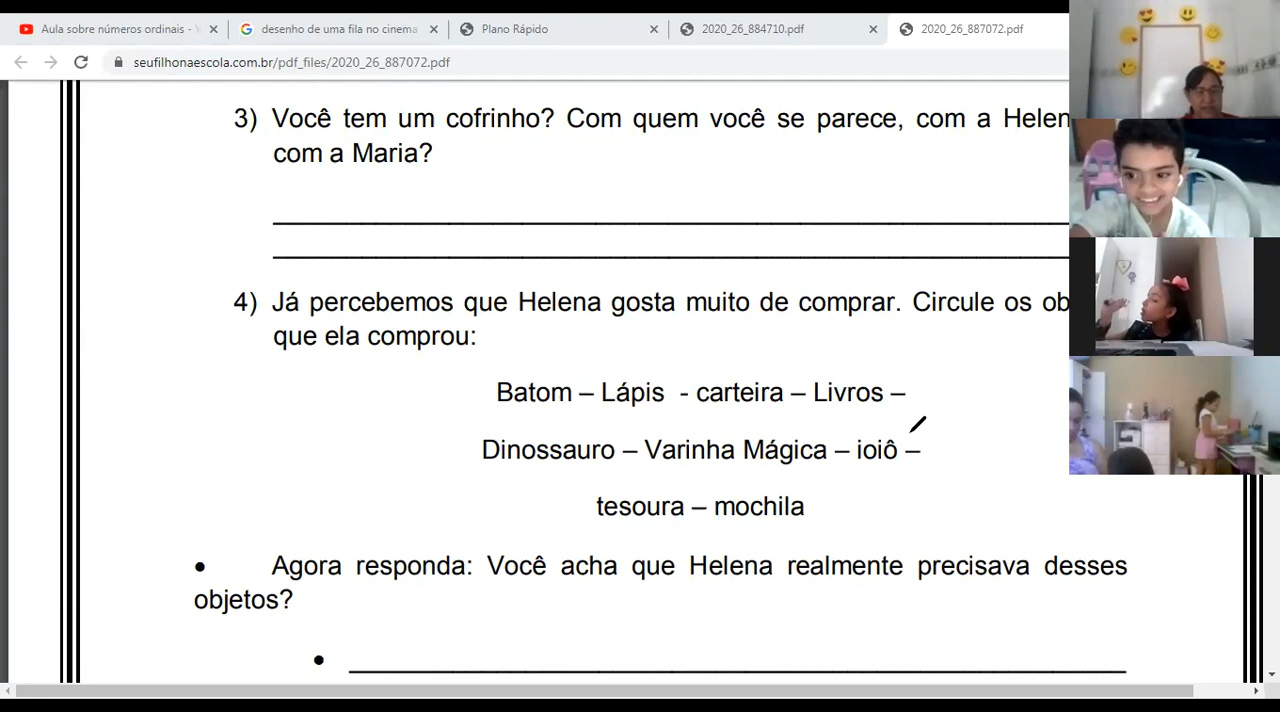 Aula sobre números ordinais -
desenho de uma fila no cinema
Plano Rápido
2020_26_884710.pdf
2020_26_887072.pdf
seufilhonaescola.com.br/pdf_files/2020_26_887072.pdf
3) Você tem um cofrinho? Com quem você se parece, com a Helen
com a Maria?
4) Já percebemos que Helena gosta muito de comprar. Circule os ob
que ela comprou:
Batom – Lápis - carteira – Livros –
Dinossauro – Varinha Mágica – ioiô –
tesoura – mochila
• Agora responda: Você acha que Helena realmente precisava desses
objetos?